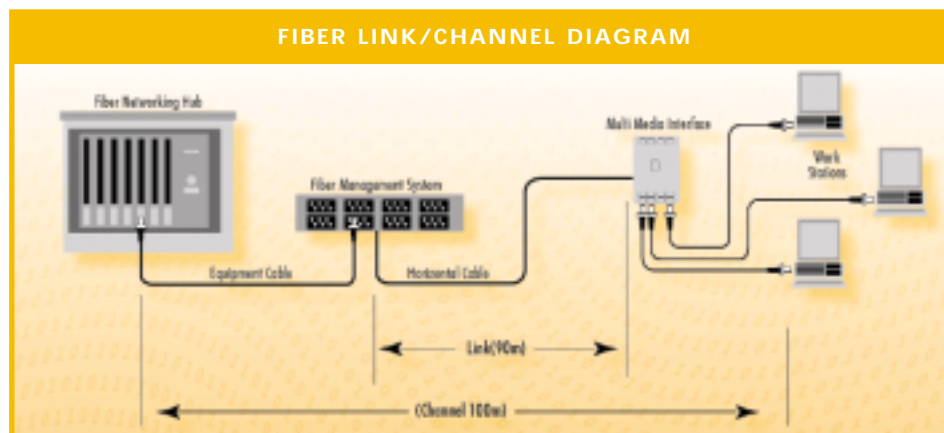 FIBER LINK/CHANNEL DIAGRAM
Fiber Networking Hub
Multi Media Interface
Work
Stations
Fiber Management System
Equipment Cable
Horizontal Cable
Link(90m)
(Channel 100m)